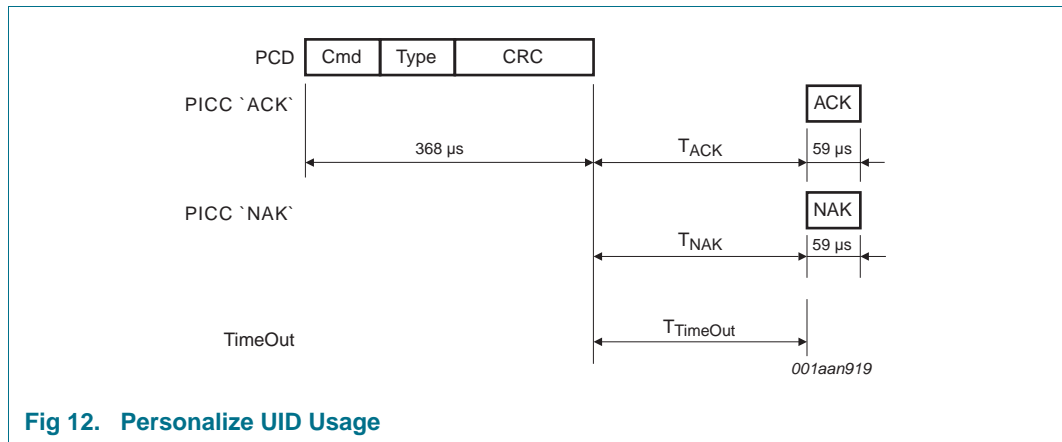 PCD Cmd Type CRC
PICC `ACK` ACK
368 µs TACK 59 µs
PICC `NAK` NAK
TNAK 59 µs
TimeOut TTimeOut
001aan919
Fig 12. Personalize UID Usage